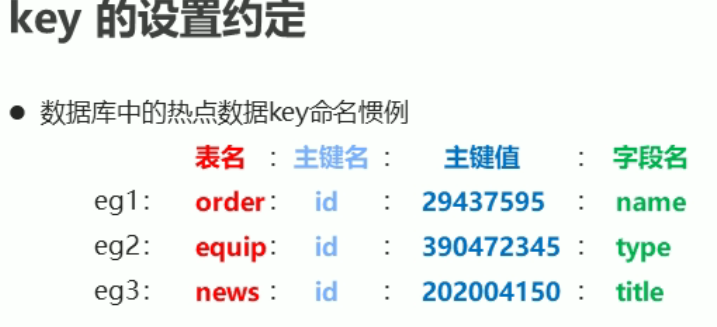 key 的设置约定
● 数据库中的热点数据key命名惯例
表名 : 主键名 : 主键值 : 字段名
eg1: order: id : 29437595 : name
eg2: equip: id : 390472345 : type
eg3: news : id : 202004150 : title